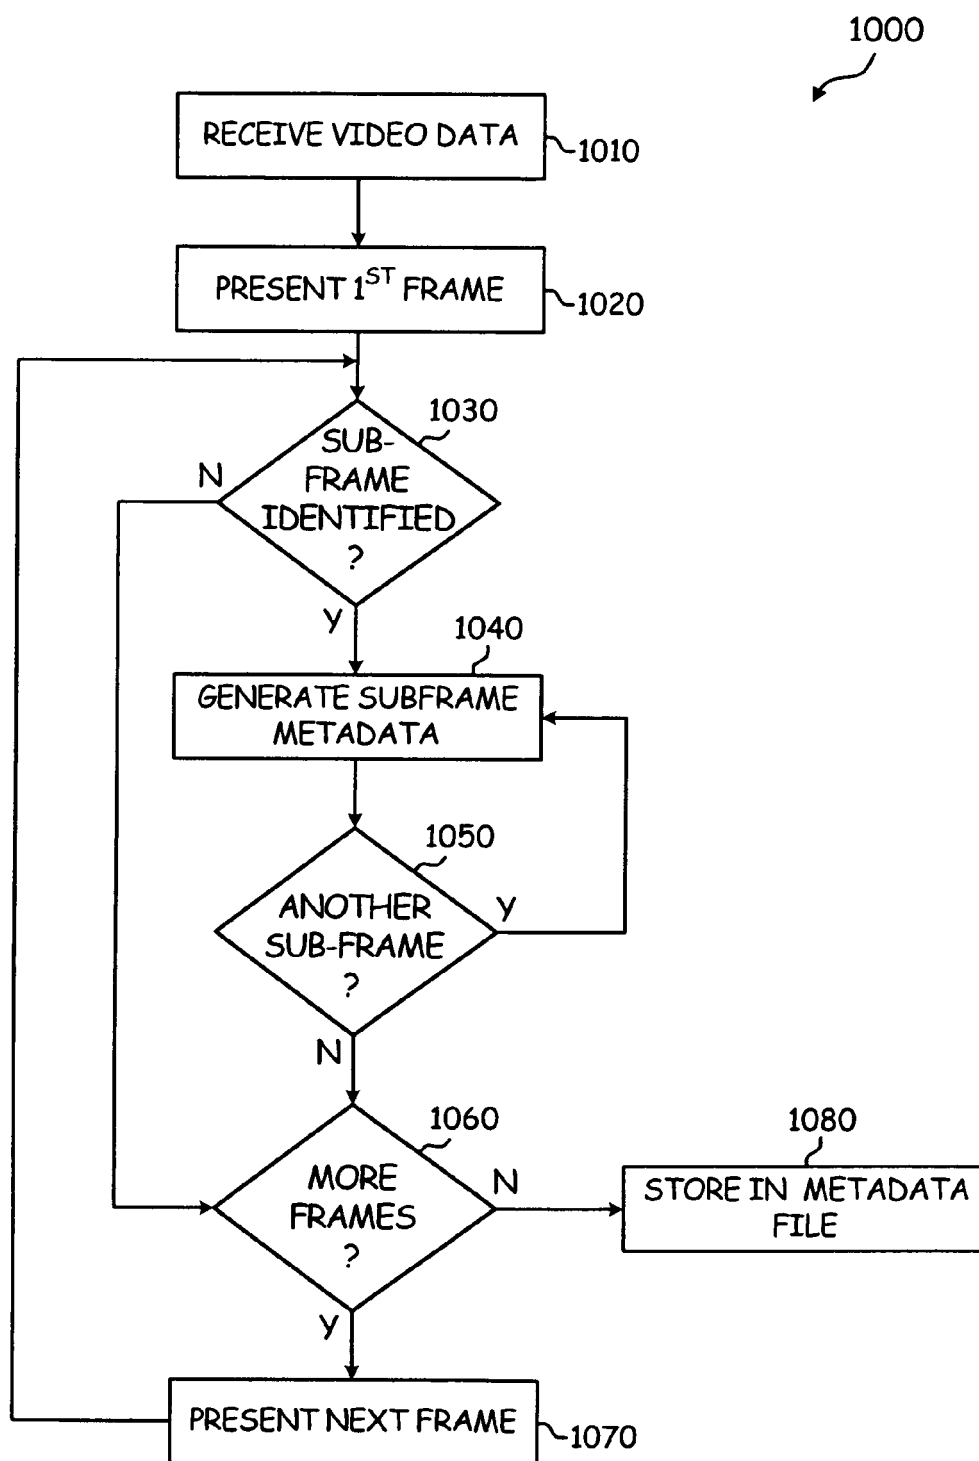 1000
RECEIVE VIDEO DATA
1010
PRESENT 1ST FRAME
1020
1030
SUB-
FRAME
IDENTIFIED
?
N
Y
1040
GENERATE SUBFRAME
METADATA
1050
ANOTHER
SUB-FRAME
?
Y
N
1060
MORE
FRAMES
?
N
Y
1080
STORE IN METADATA
FILE
PRESENT NEXT FRAME
1070